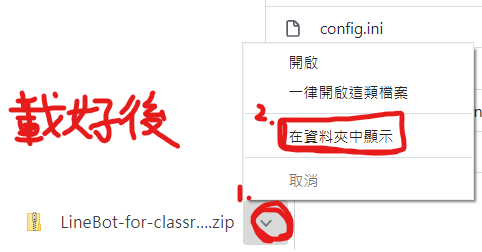 config.ini
開啟
一律開啟這類檔案
2.
在資料夾中顯示
載好後
取消
1.
LineBot-for-classr....zip